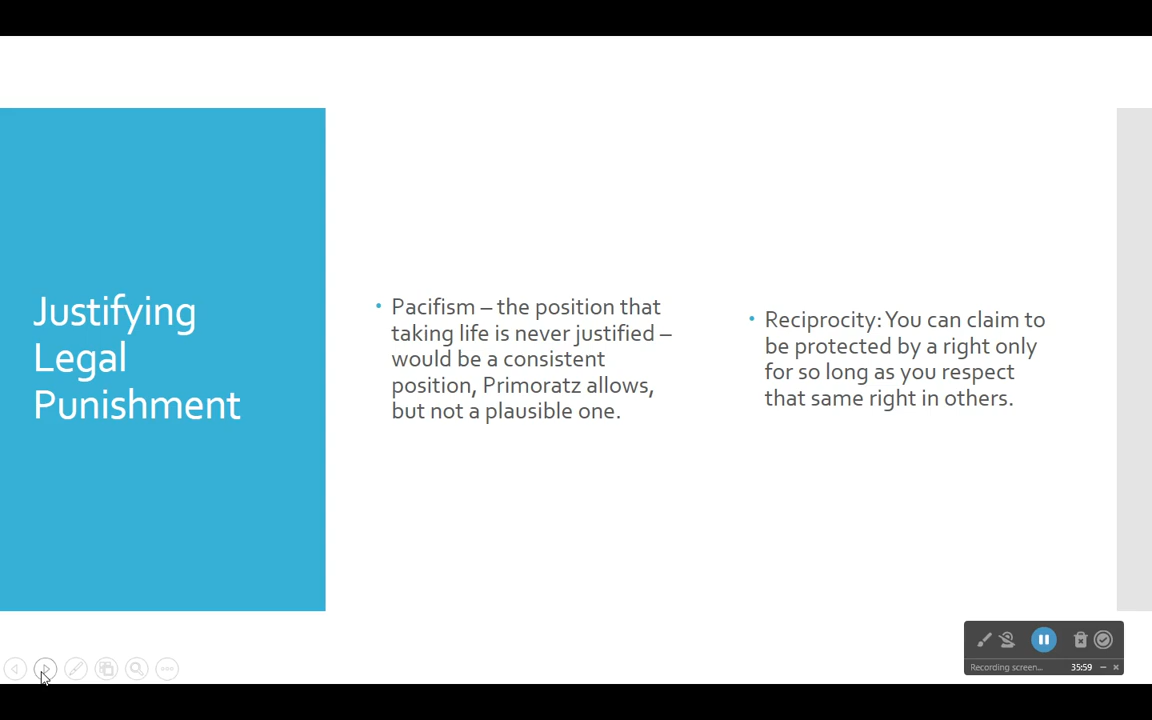 Justifying
Legal
Punishment
• Pacifism – the position that
taking life is never justified –
would be a consistent
position, Primoratz allows,
but not a plausible one.
• Reciprocity: You can claim to
be protected by a right only
for so long as you respect
that same right in others.
Recording screen... 35:59